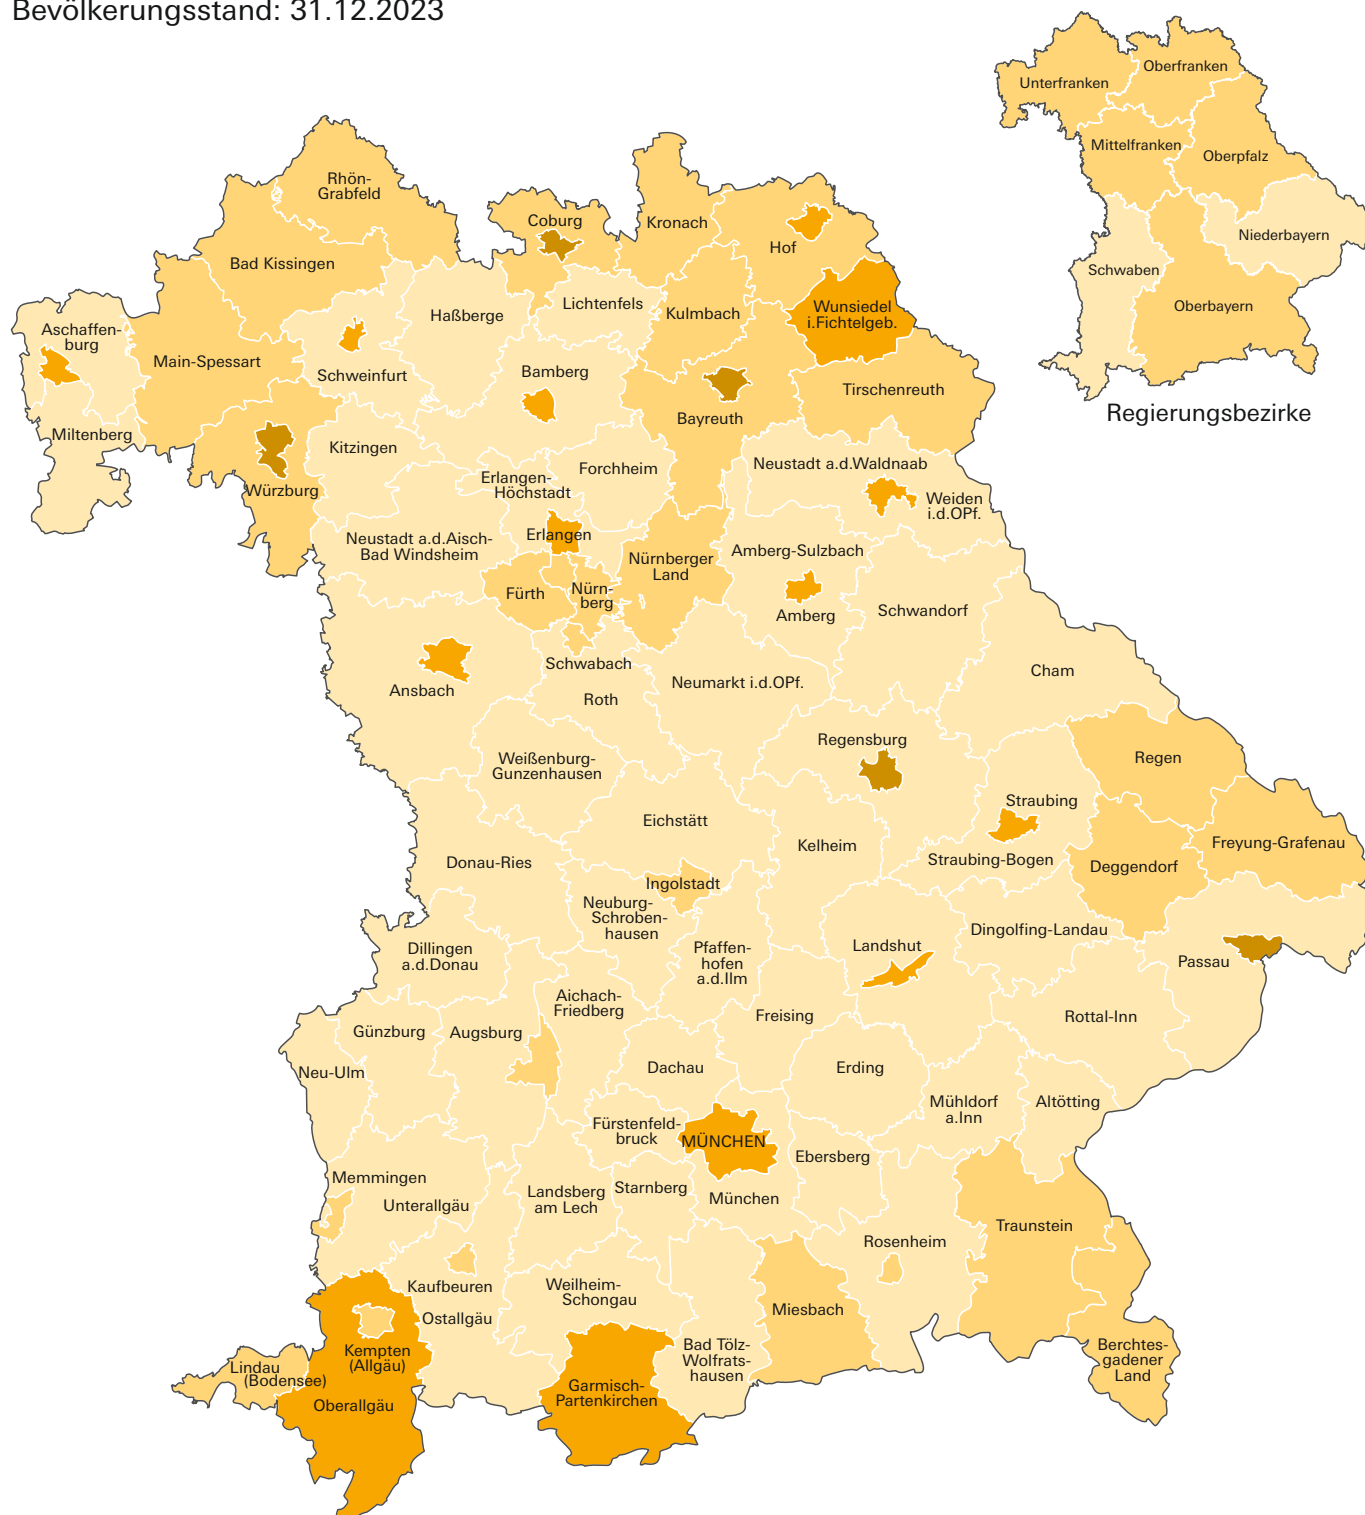 Bevölkerungsstand: 31.12.2023
Unterfranken
Oberfranken
Mittelfranken
Oberpfalz
Niederbayern
Schwaben
Oberbayern
Regierungsbezirke
Rhön-
Grabfeld
Coburg
Kronach
Hof
Bad Kissingen
Lichtenfels
Haßberge
Kulmbach
Wunsiedel
i.Fichtelgeb.
Aschaffen-
burg
Main-Spessart
Schweinfurt
Bamberg
Tirschenreuth
Bayreuth
Miltenberg
Kitzingen
Forchheim
Neustadt a.d.Waldnaab
Erlangen-
Höchstadt
Würzburg
Weiden
i.d.OPf.
Erlangen
Neustadt a.d.Aisch-
Bad Windsheim
Nürnberger
Land
Amberg-Sulzbach
Fürth
Nürn-
berg
Amberg
Schwandorf
Schwabach
Cham
Ansbach
Roth
Neumarkt i.d.OPf.
Regensburg
Weißenburg-
Gunzenhausen
Regen
Straubing
Eichstätt
Kelheim
Freyung-Grafenau
Donau-Ries
Straubing-Bogen
Deggendorf
Ingolstadt
Neuburg-
Schroben-
hausen
Dingolfing-Landau
Landshut
Pfaffen-
hofen
a.d.Ilm
Dillingen
a.d.Donau
Passau
Aichach-
Friedberg
Freising
Rottal-Inn
Günzburg
Augsburg
Neu-Ulm
Dachau
Erding
Mühldorf
a.Inn
Altötting
Fürstenfeld-
bruck
MÜNCHEN
Ebersberg
Memmingen
Unterallgäu
Landsberg
am Lech
Starnberg
München
Traunstein
Rosenheim
Kaufbeuren
Weilheim-
Schongau
Miesbach
Ostallgäu
Kempten
(Allgäu)
Bad Tölz-
Wolfrats-
hausen
Berchtes-
gadener
Land
Lindau
(Bodensee)
Garmisch-
Partenkirchen
Oberallgäu